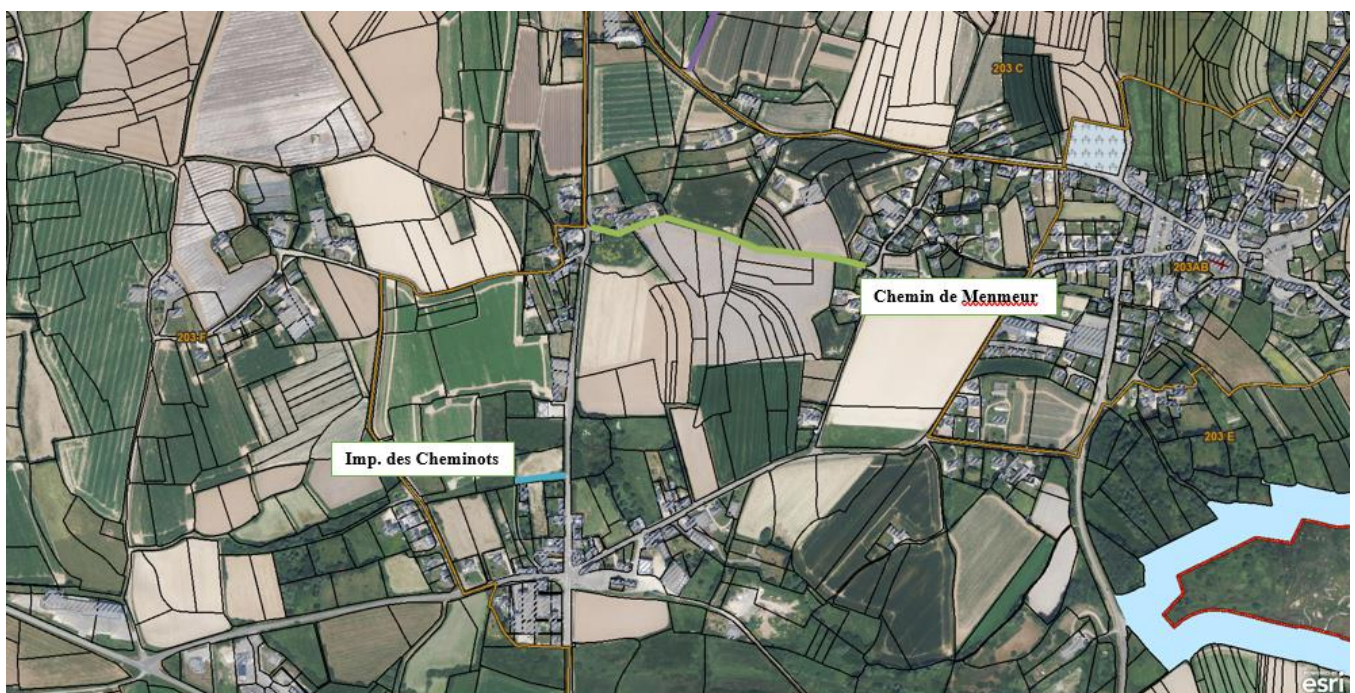 203 C
203AB
Chemin de Menmeur
203 F
203 E
Imp. des Cheminots
esri